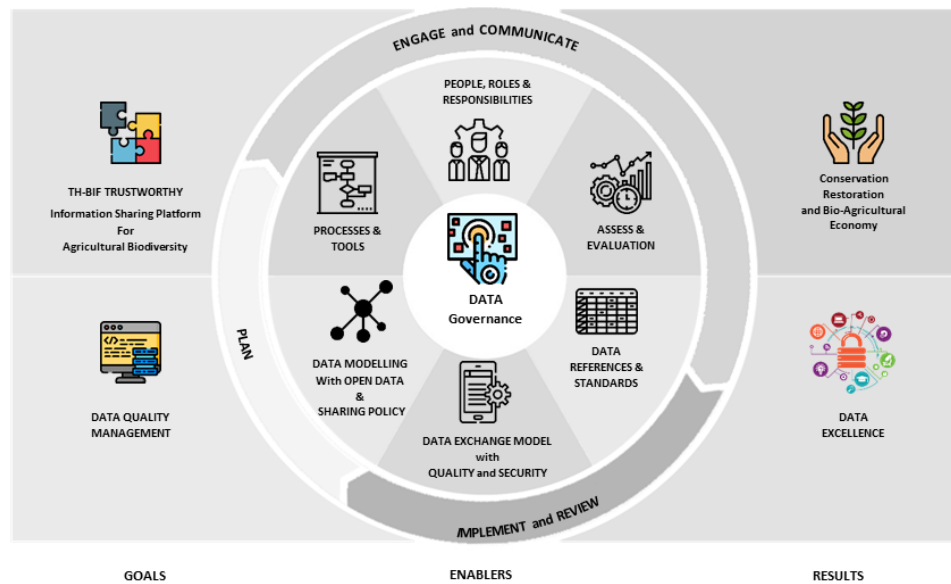 ENGAGE and COMMUNICATE
PEOPLE, ROLES &
RESPONSIBILITIES
TH-BIF TRUSTWORTHY
Information Sharing Platform
For
Agricultural Biodiversity
PROCESSES &
TOOLS
ASSESS &
EVALUATION
Conservation
Restoration
and Bio-Agricultural
Economy
DATA
Governance
PLAN
DATA MODELLING
With OPEN DATA
&
SHARING POLICY
DATA
REFERENCES &
STANDARDS
DATA QUALITY
MANAGEMENT
DATA EXCHANGE MODEL
with
QUALITY and SECURITY
DATA
EXCELLENCE
IMPLEMENT and REVIEW
GOALS
ENABLERS
RESULTS